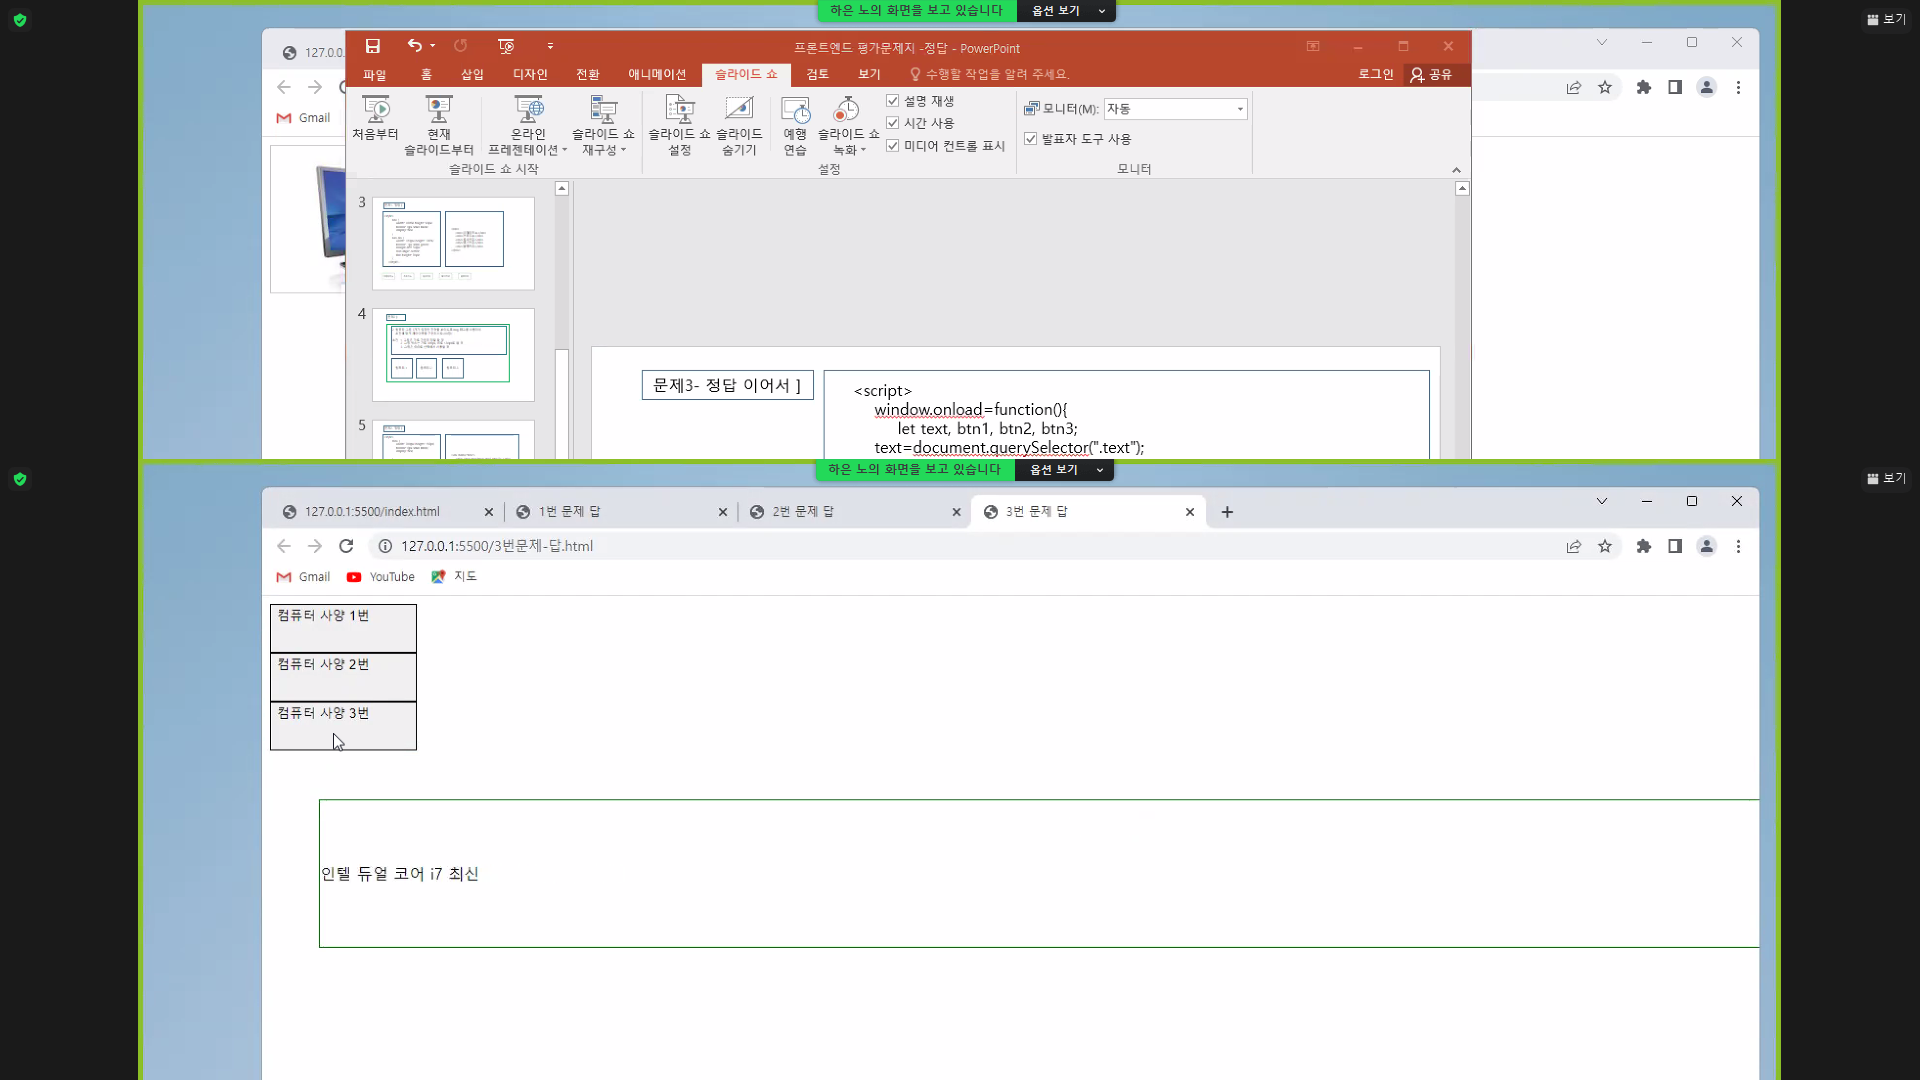 하은 노의 화면을 보고 있습니다 옵션 보기
보기
127.0.
프론트엔드 평가문제지 -정답 - PowerPoint
파일 홈 삽입 디자인 전환 애니메이션 슬라이드 쇼 검토 보기 수행할 작업을 알려 주세요. 로그인 공유
Gmail
처음부터
현재
슬라이드부터
온라인
프레젠테이션
슬라이드 쇼
재구성
슬라이드 쇼
설정
슬라이드
숨기기
예행
연습
슬라이드 쇼
녹화
설명 재생
시간 사용
미디어 컨트롤 표시
모니터(M): 자동
발표자 도구 사용
슬라이드 쇼 시작
설정
모니터
3
4
5
문제3- 정답 이어서 ]
<script>
window.onload=function(){
let text, btn1, btn2, btn3;
text=document.querySelector(".text");
하은 노의 화면을 보고 있습니다 옵션 보기
보기
127.0.0.1:5500/index.html
1번 문제 답
2번 문제 답
3번 문제 답
127.0.0.1:5500/3번문제-답.html
Gmail YouTube 지도
컴퓨터 사양 1번
컴퓨터 사양 2번
컴퓨터 사양 3번
인텔 듀얼 코어 i7 최신